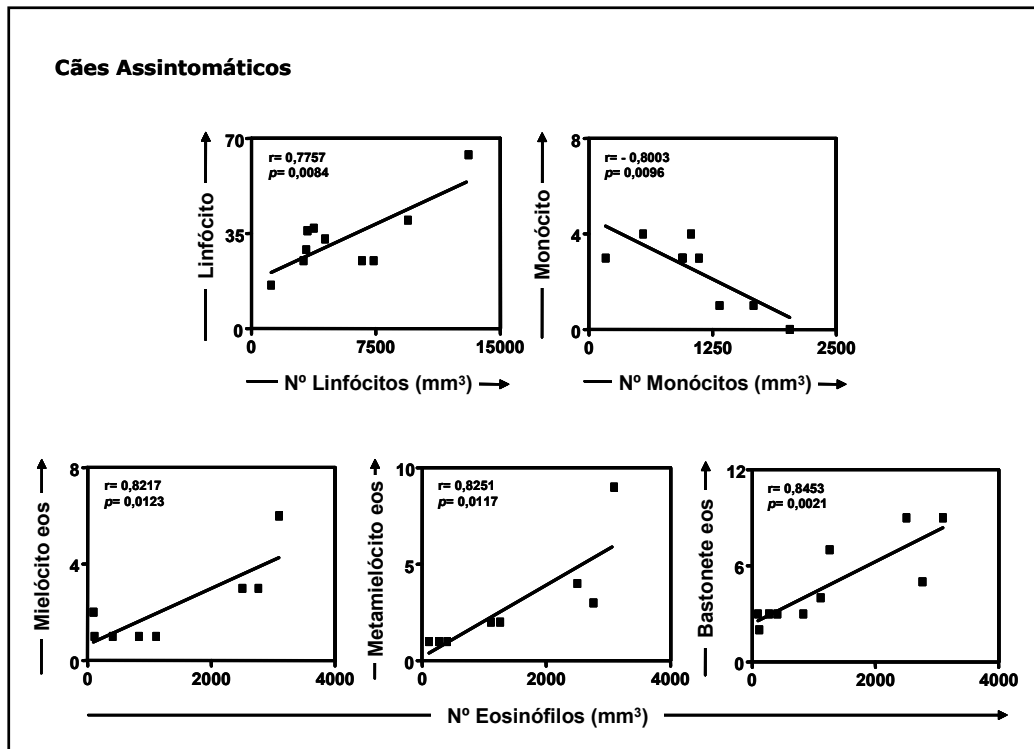 Cães Assintomáticos
Linfócito
70
35
0
r= 0,7757
p= 0,0084
0 7500 15000
Nº Linfócitos (mm³)
Monócito
8
4
0
r= - 0,8003
p= 0,0096
0 1250 2500
Nº Monócitos (mm³)
Mielócito eos
8
4
0
r= 0,8217
p= 0,0123
0 2000 4000
Metamielócito eos
10
5
0
r= 0,8251
p= 0,0117
0 2000 4000
Bastonete eos
12
6
0
r= 0,8453
p= 0,0021
0 2000 4000
Nº Eosinófilos (mm³)